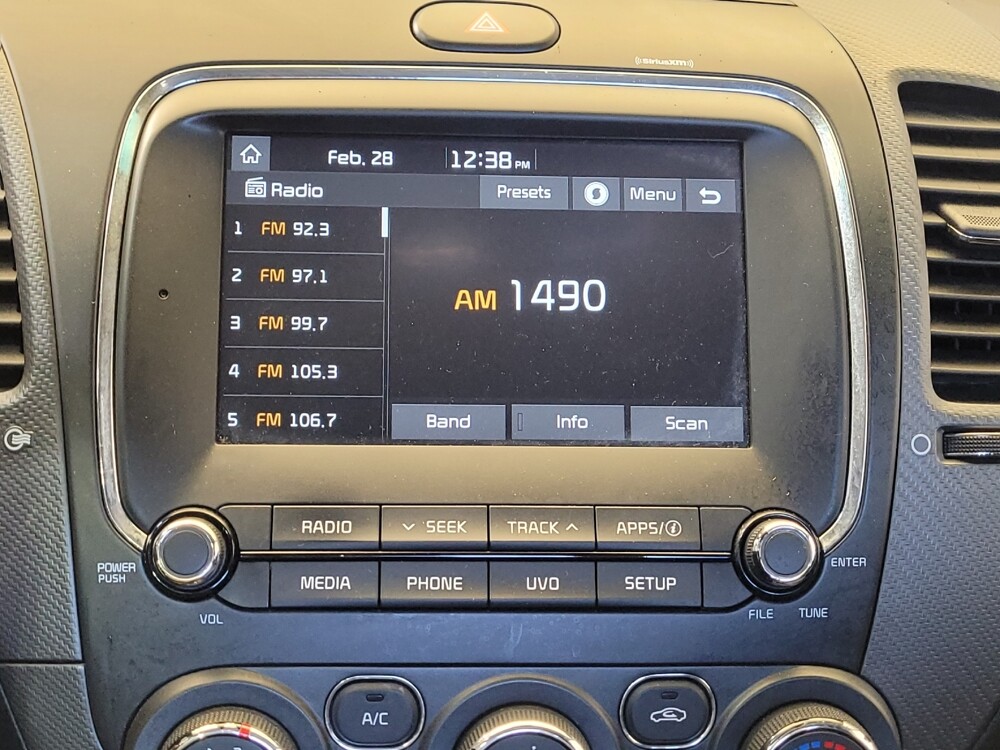 ((SiriusXM))
Feb. 28 12:38 PM
Radio Presets Menu
1 FM 92.3
2 FM 97.1
3 FM 99.7
4 FM 105.3
5 FM 106.7
AM 1490
Band Info Scan
RADIO SEEK TRACK APPS/i
MEDIA PHONE UVO SETUP
POWER
PUSH
VOL
ENTER
FILE TUNE
A/C